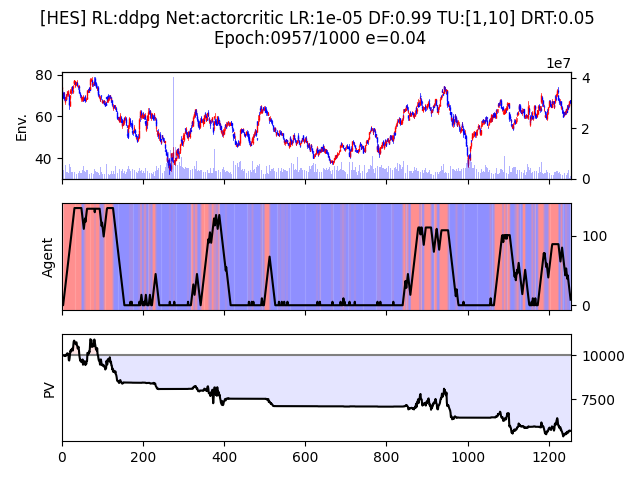 [HES] RL:ddpg Net:actorcritic LR:1e-05 DF:0.99 TU:[1,10] DRT:0.05
Epoch:0957/1000 e=0.04
1e7
80
60
40
Env.
4
2
0
Agent
100
0
PV
10000
7500
0 200 400 600 800 1000 1200